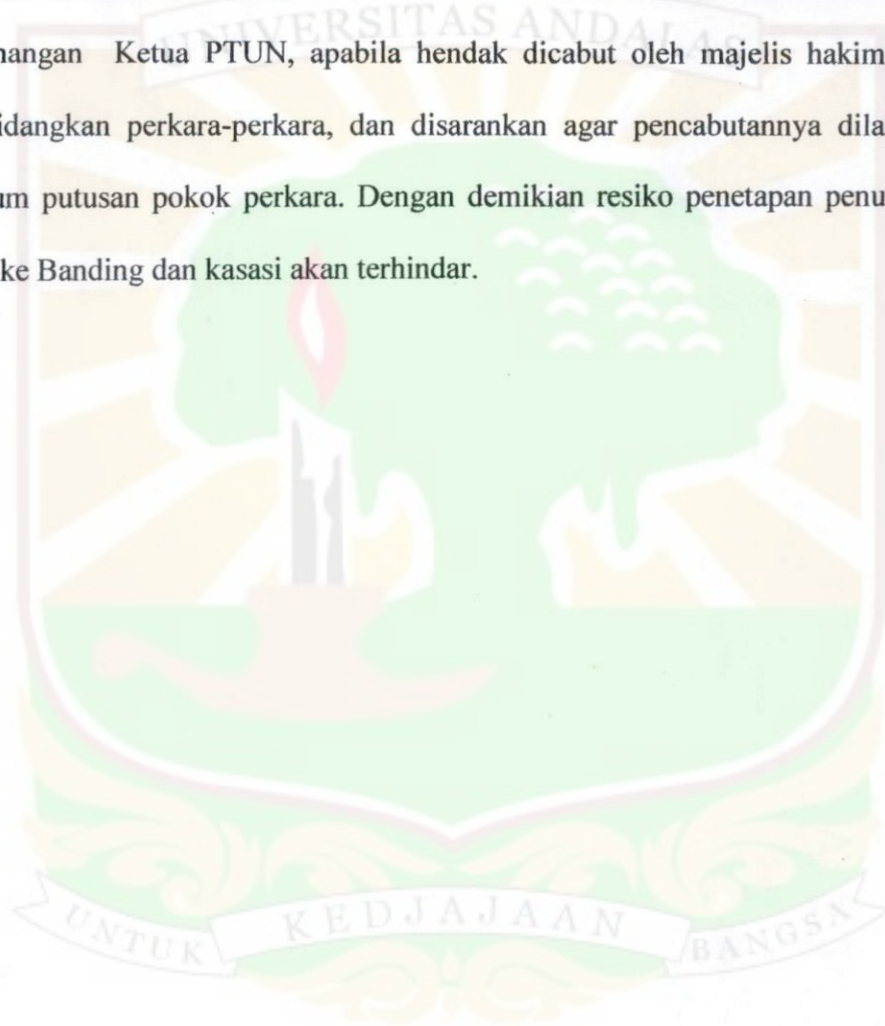 UNIVERSITAS ANDALAS
nangan Ketua PTUN, apabila hendak dicabut oleh majelis hakim
idangkan perkara-perkara, dan disarankan agar pencabutannya dila
um putusan pokok perkara. Dengan demikian resiko penetapan penu
ke Banding dan kasasi akan terhindar.
UNTUK KEDJAJAAN BANGSA